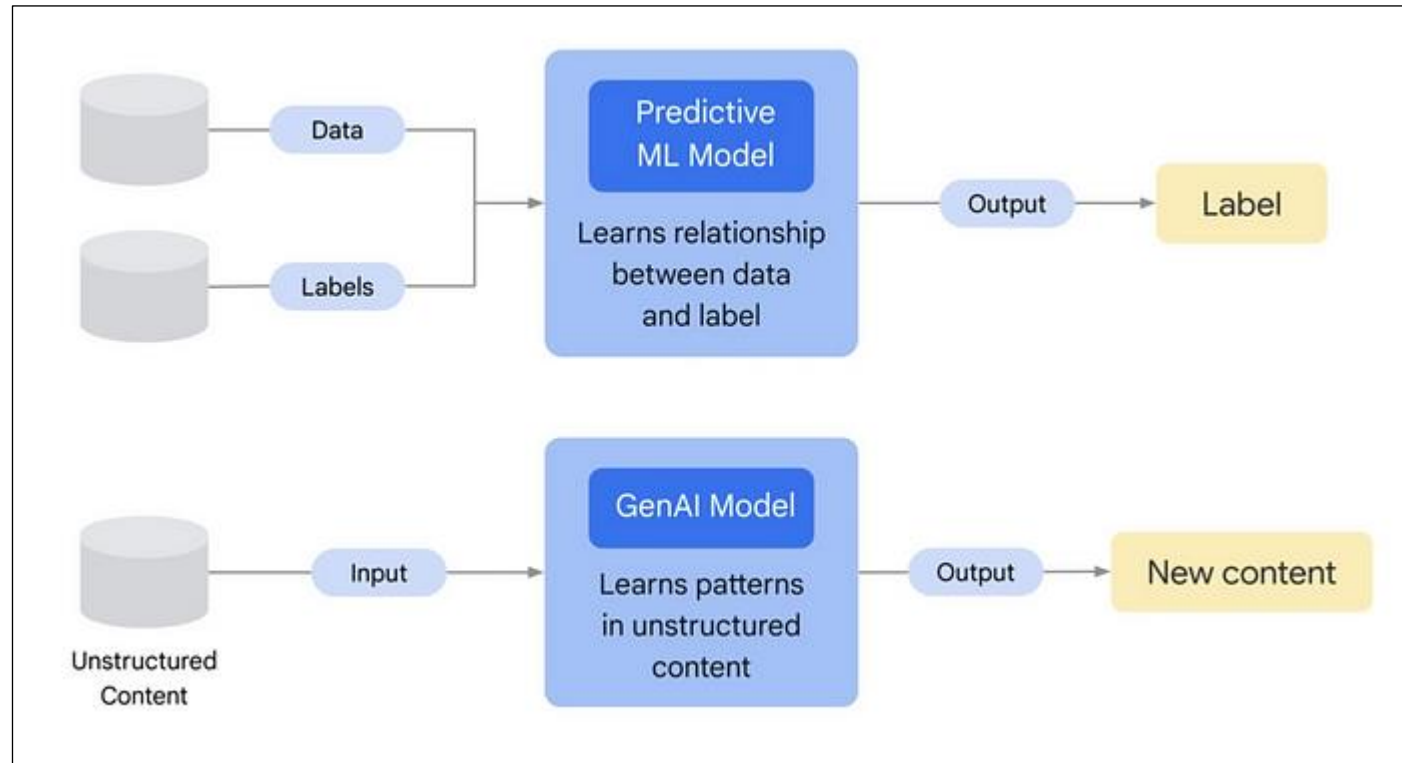 Data
Labels
Predictive
ML Model
Learns relationship
between data
and label
Output
Label
Unstructured
Content
Input
GenAI Model
Learns patterns
in unstructured
content
Output
New content